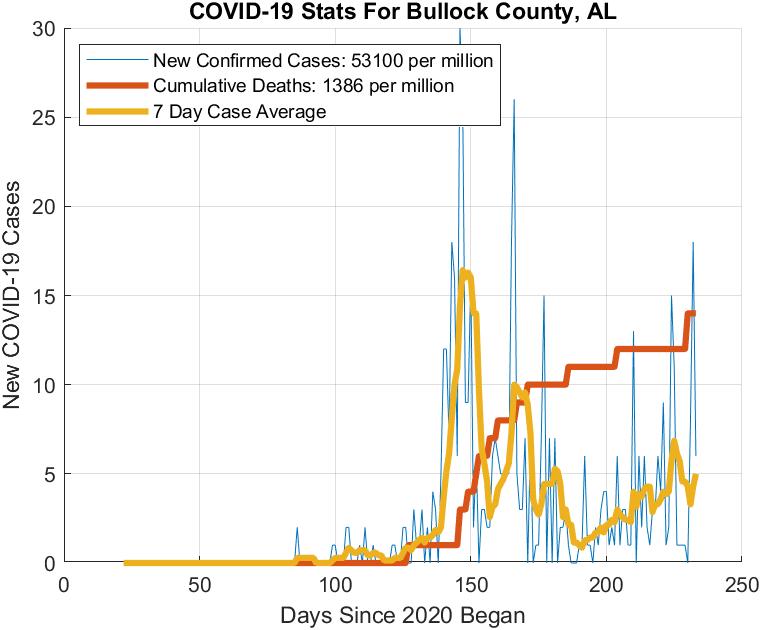 COVID-19 Stats For Bullock County, AL
New Confirmed Cases: 53100 per million
Cumulative Deaths: 1386 per million
7 Day Case Average
New COVID-19 Cases
30
25
20
15
10
5
0
0 50 100 150 200 250
Days Since 2020 Began